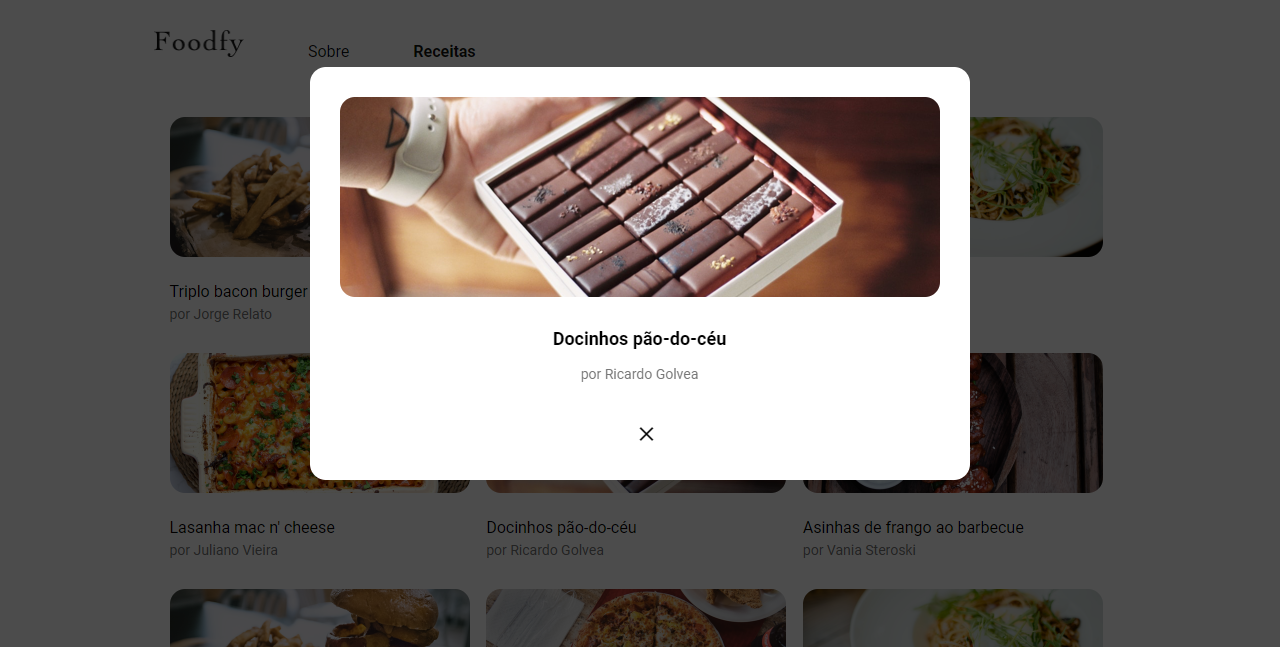 Foodfy
Sobre
Receitas
Triplo bacon burger
por Jorge Relato
Docinhos pão-do-céu
por Ricardo Golvea
Lasanha mac n' cheese
por Juliano Vieira
Docinhos pão-do-céu
por Ricardo Golvea
Asinhas de frango ao barbecue
por Vania Steroski